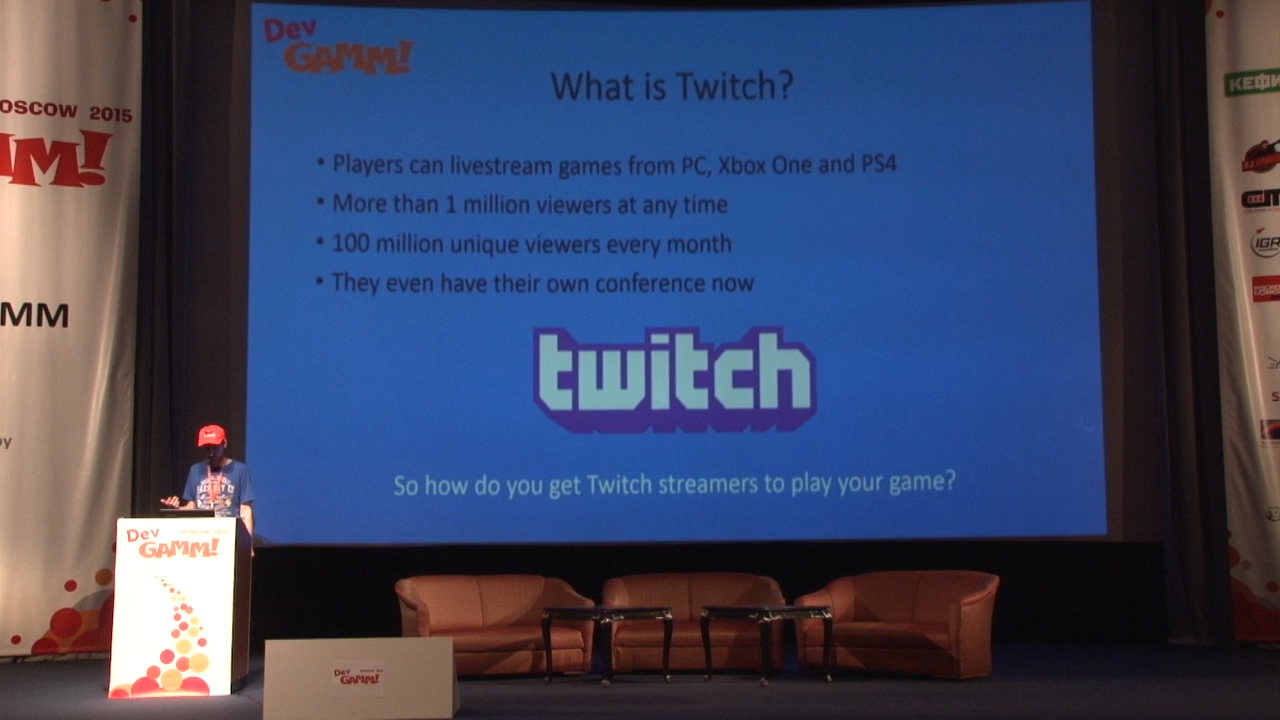 Dev
GAMM!
What is Twitch?
• Players can livestream games from PC, Xbox One and PS4
• More than 1 million viewers at any time
• 100 million unique viewers every month
• They even have their own conference now
twitch
So how do you get Twitch streamers to play your game?
OSCOW 2015
MM!
MM
by
КЕФИ
IGR
Dev
GAMM!
Dev
GAMM!